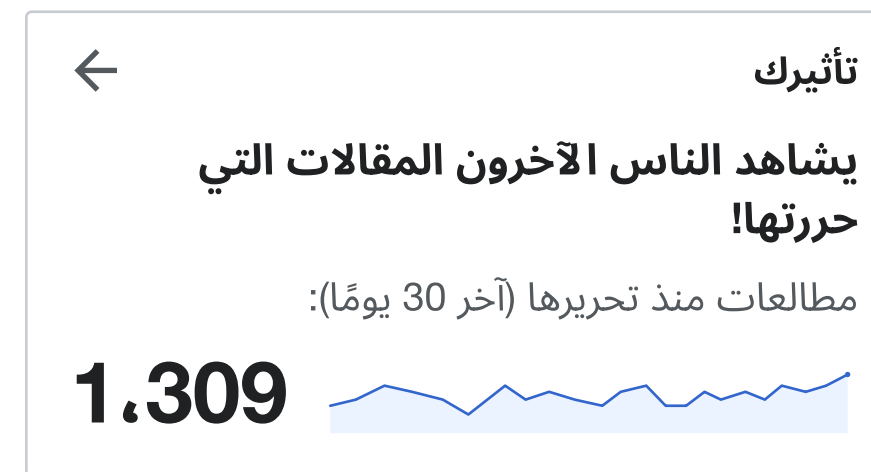 تأثيرك
يشاهد الناس الآخرون المقالات التي
حررتها!
مطالعات منذ تحريرها (آخر 30 يومًا):
1،309